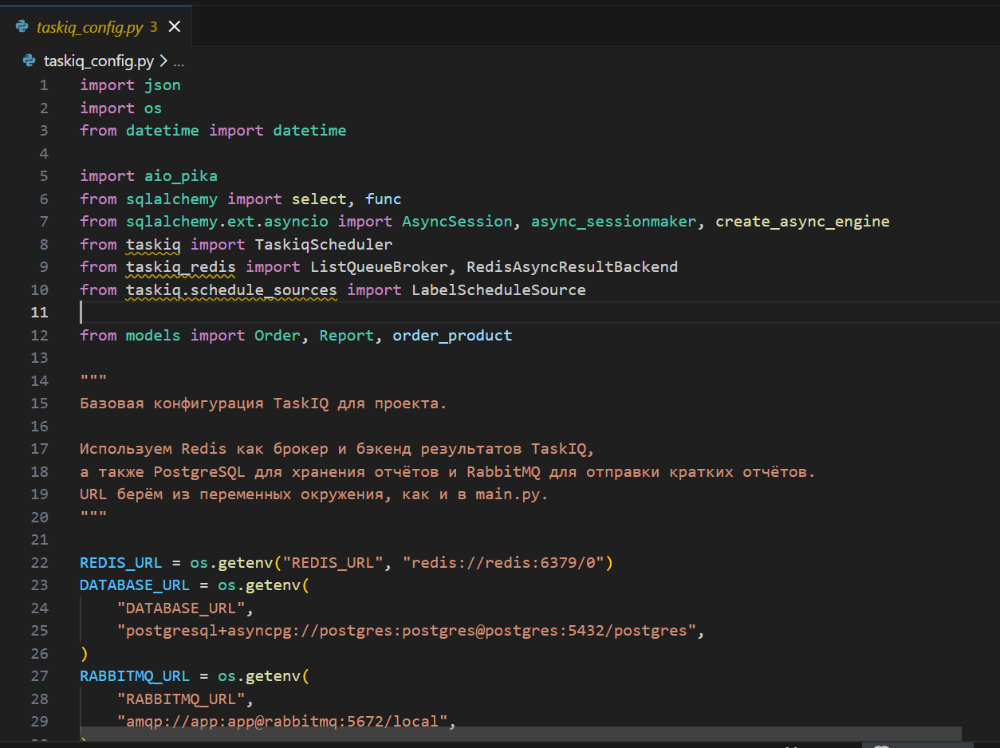 taskiq_config.py 3
taskiq_config.py > ...
1 import json
2 import os
3 from datetime import datetime
4
5 import aio_pika
6 from sqlalchemy import select, func
7 from sqlalchemy.ext.asyncio import AsyncSession, async_sessionmaker, create_async_engine
8 from taskiq import TaskiqScheduler
9 from taskiq_redis import ListQueueBroker, RedisAsyncResultBackend
10 from taskiq.schedule_sources import LabelScheduleSource
11
12 from models import Order, Report, order_product
13
14 """
15 Базовая конфигурация TaskIQ для проекта.
16
17 Используем Redis как брокер и бэкенд результатов TaskIQ,
18 а также PostgreSQL для хранения отчётов и RabbitMQ для отправки кратких отчётов.
19 URL берём из переменных окружения, как и в main.py.
20 """
21
22 REDIS_URL = os.getenv("REDIS_URL", "redis://redis:6379/0")
23 DATABASE_URL = os.getenv(
24     "DATABASE_URL",
25     "postgresql+asyncpg://postgres:postgres@postgres:5432/postgres",
26 )
27 RABBITMQ_URL = os.getenv(
28     "RABBITMQ_URL",
29     "amqp://app:app@rabbitmq:5672/local",